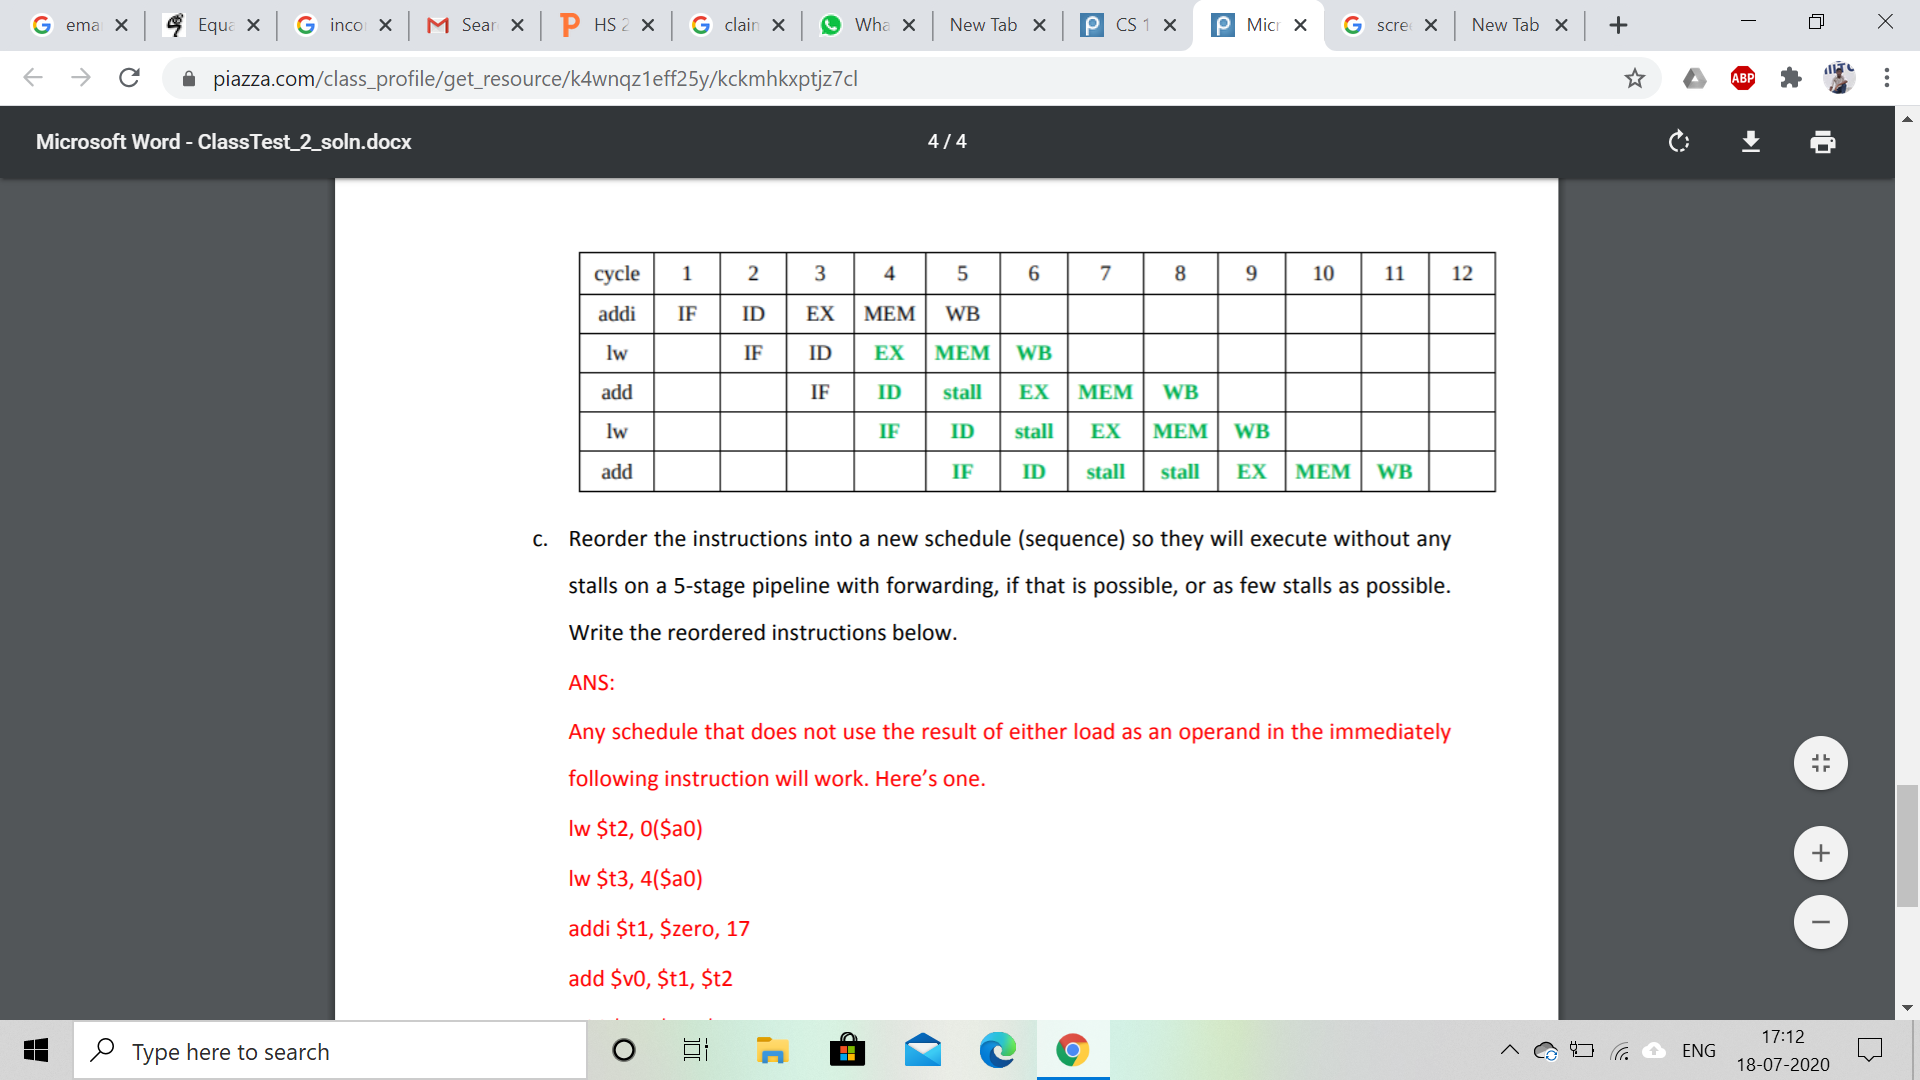 ema
Equa
inco
Sear
HS 2
clain
Wha
New Tab
CS 1
Micr
scre
New Tab
piazza.com/class_profile/get_resource/k4wnqz1eff25y/kckmhkxptjz7cl
ABP
Microsoft Word - ClassTest_2_soln.docx
4 / 4
cycle 1 2 3 4 5 6 7 8 9 10 11 12
addi IF ID EX MEM WB
lw IF ID EX MEM WB
add IF ID stall EX MEM WB
lw IF ID stall EX MEM WB
add IF ID stall stall EX MEM WB
c. Reorder the instructions into a new schedule (sequence) so they will execute without any
stalls on a 5-stage pipeline with forwarding, if that is possible, or as few stalls as possible.
Write the reordered instructions below.
ANS:
Any schedule that does not use the result of either load as an operand in the immediately
following instruction will work. Here's one.
lw $t2, 0($a0)
lw $t3, 4($a0)
addi $t1, $zero, 17
add $v0, $t1, $t2
Type here to search
ENG
17:12
18-07-2020